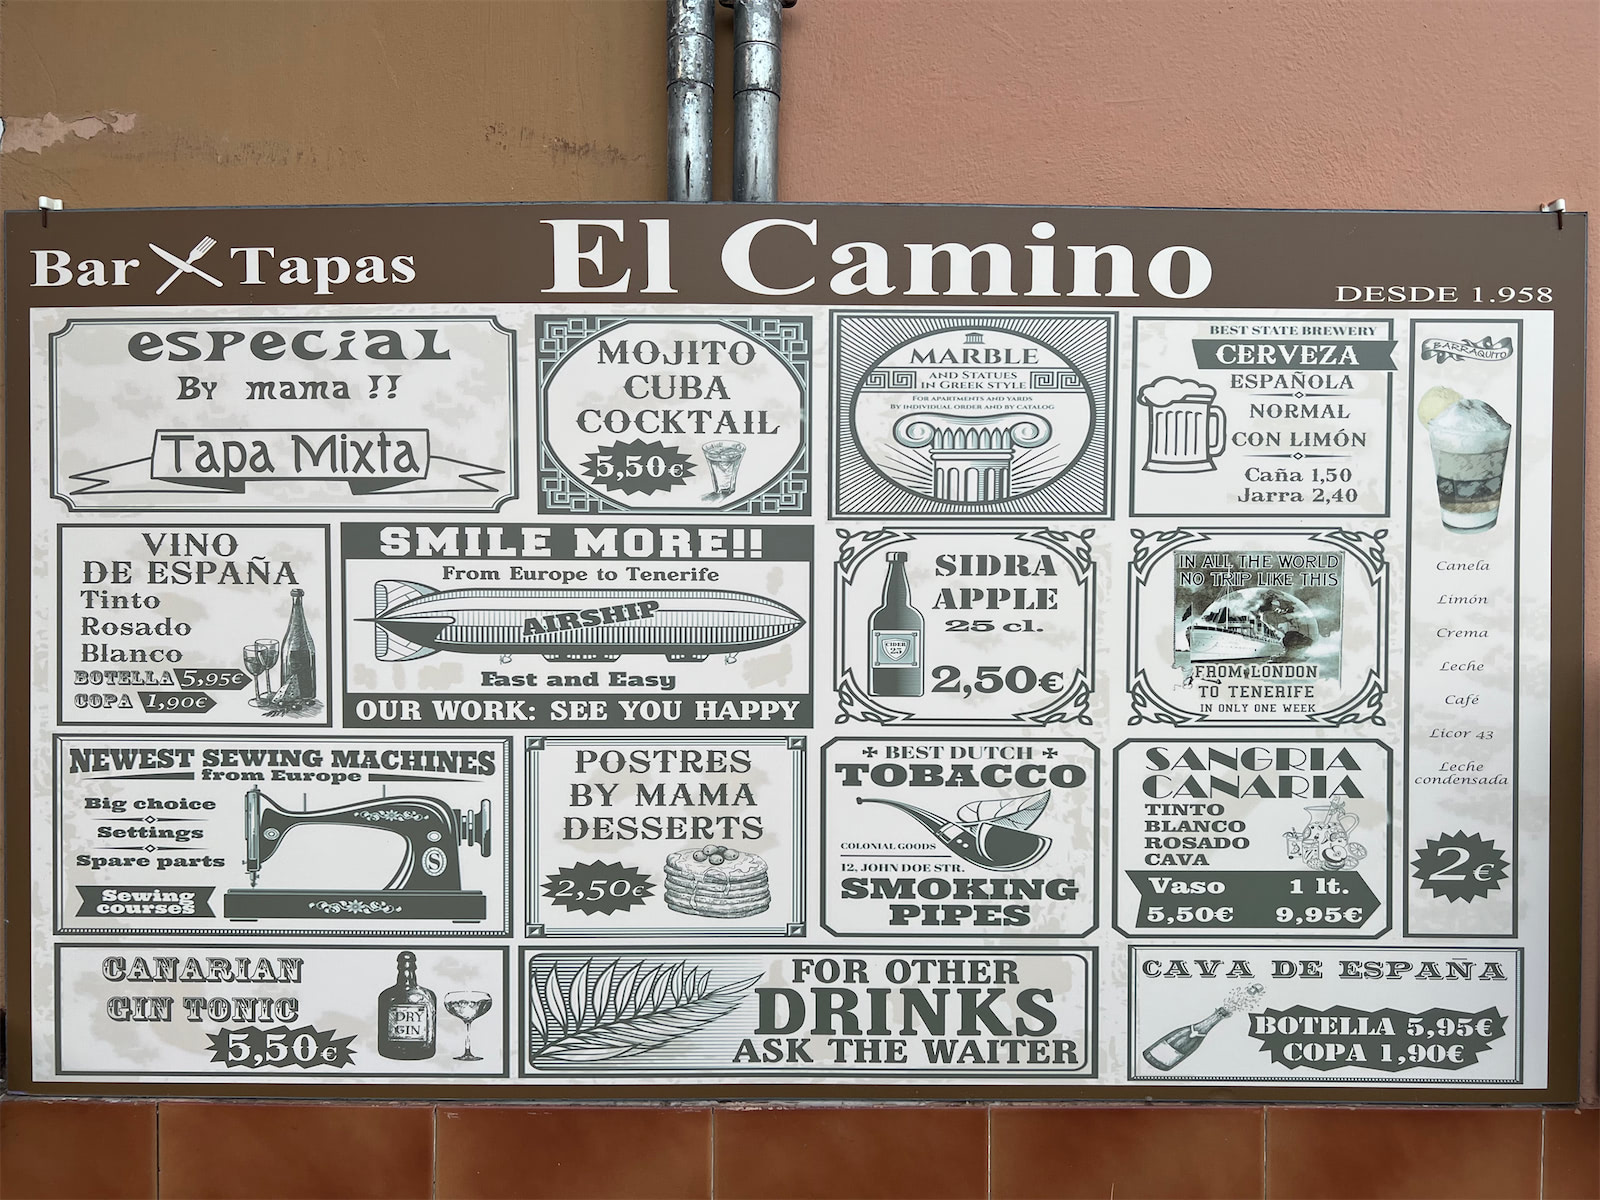 Bar Tapas
El Camino
DESDE 1.958
especial
By mama !!
Tapa Mixta
MOJITO
CUBA
COCKTAIL
5,50€
MARBLE
AND STATUES
IN GREEK STYLE
FOR APARTMENTS AND YARDS
BY INDIVIDUAL ORDER AND BY CATALOG
BEST STATE BREWERY
CERVEZA
ESPAÑOLA
NORMAL
CON LIMÓN
Caña 1,50
Jarra 2,40
BARRAQUITO
Canela
Limón
Crema
Leche
Café
Licor 43
Leche
condensada
2€
VINO
DE ESPAÑA
Tinto
Rosado
Blanco
BOTELLA 5,95€
COPA 1,90€
SMILE MORE!!
From Europe to Tenerife
AIRSHIP
Fast and Easy
OUR WORK: SEE YOU HAPPY
SIDRA
APPLE
25 cl.
CIDER
25
2,50€
IN ALL THE WORLD
NO TRIP LIKE THIS
FROM LONDON
TO TENERIFE
IN ONLY ONE WEEK
NEWEST SEWING MACHINES
from Europe
Big choice
Settings
Spare parts
Sewing
courses
S
POSTRES
BY MAMA
DESSERTS
2,50€
BEST DUTCH
TOBACCO
COLONIAL GOODS
12, JOHN DOE STR.
SMOKING
PIPES
SANGRIA
CANARIA
TINTO
BLANCO
ROSADO
CAVA
Vaso 1 lt.
5,50€ 9,95€
CANARIAN
GIN TONIC
5,50€
DRY
GIN
FOR OTHER
DRINKS
ASK THE WAITER
CAVA DE ESPAÑA
BOTELLA 5,95€
COPA 1,90€